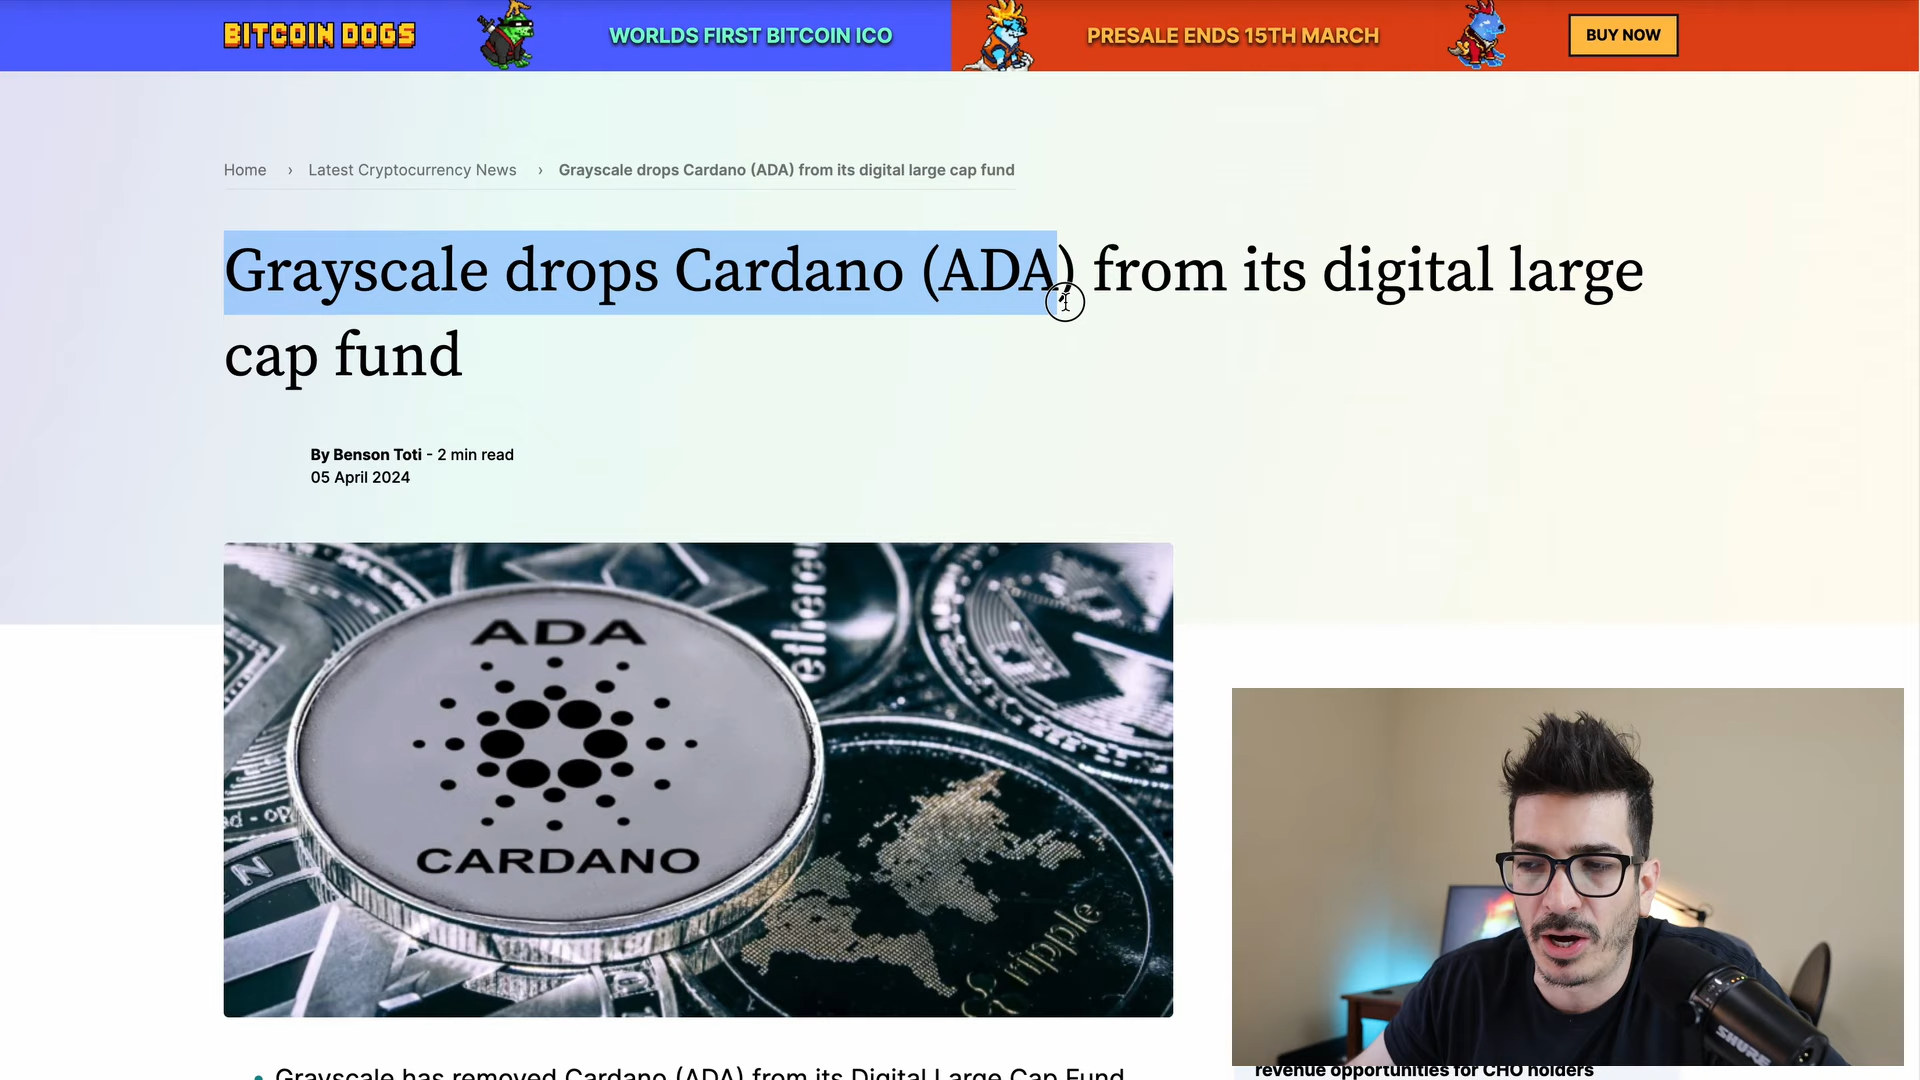 BITCOIN DOGS
WORLDS FIRST BITCOIN ICO
PRESALE ENDS 15TH MARCH
BUY NOW
Home › Latest Cryptocurrency News › Grayscale drops Cardano (ADA) from its digital large cap fund
Grayscale drops Cardano (ADA) from its digital large
cap fund
By Benson Toti - 2 min read
05 April 2024
ADA
CARDANO
ethereu
ripple
SHURE
• Grayscale has removed Cardano (ADA) from its Digital Large Cap Fund
revenue opportunities for CHO holders